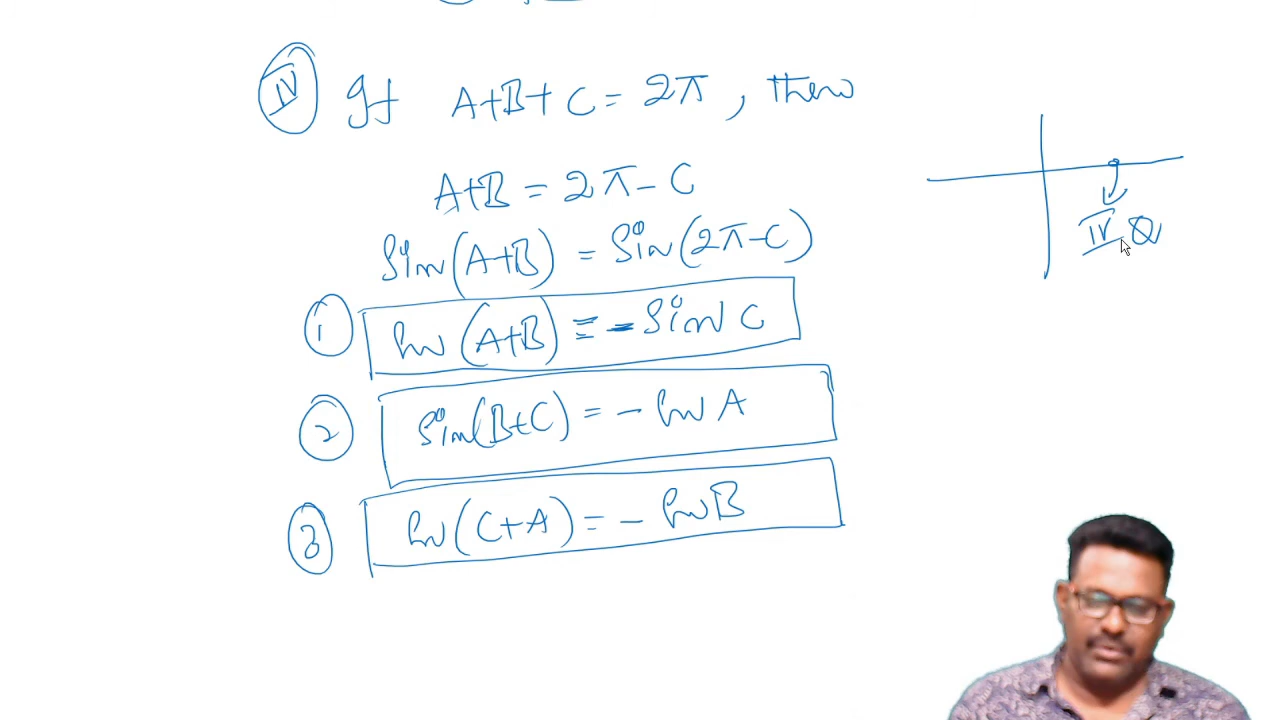 IV If A+B+C=2π, then
A+B = 2π-C
Sin(A+B) = Sin(2π-C)
IV Q
1 Sin(A+B) = -Sin C
2 Sin(B+C) = - Sin A
3 Sin(C+A) = - Sin B